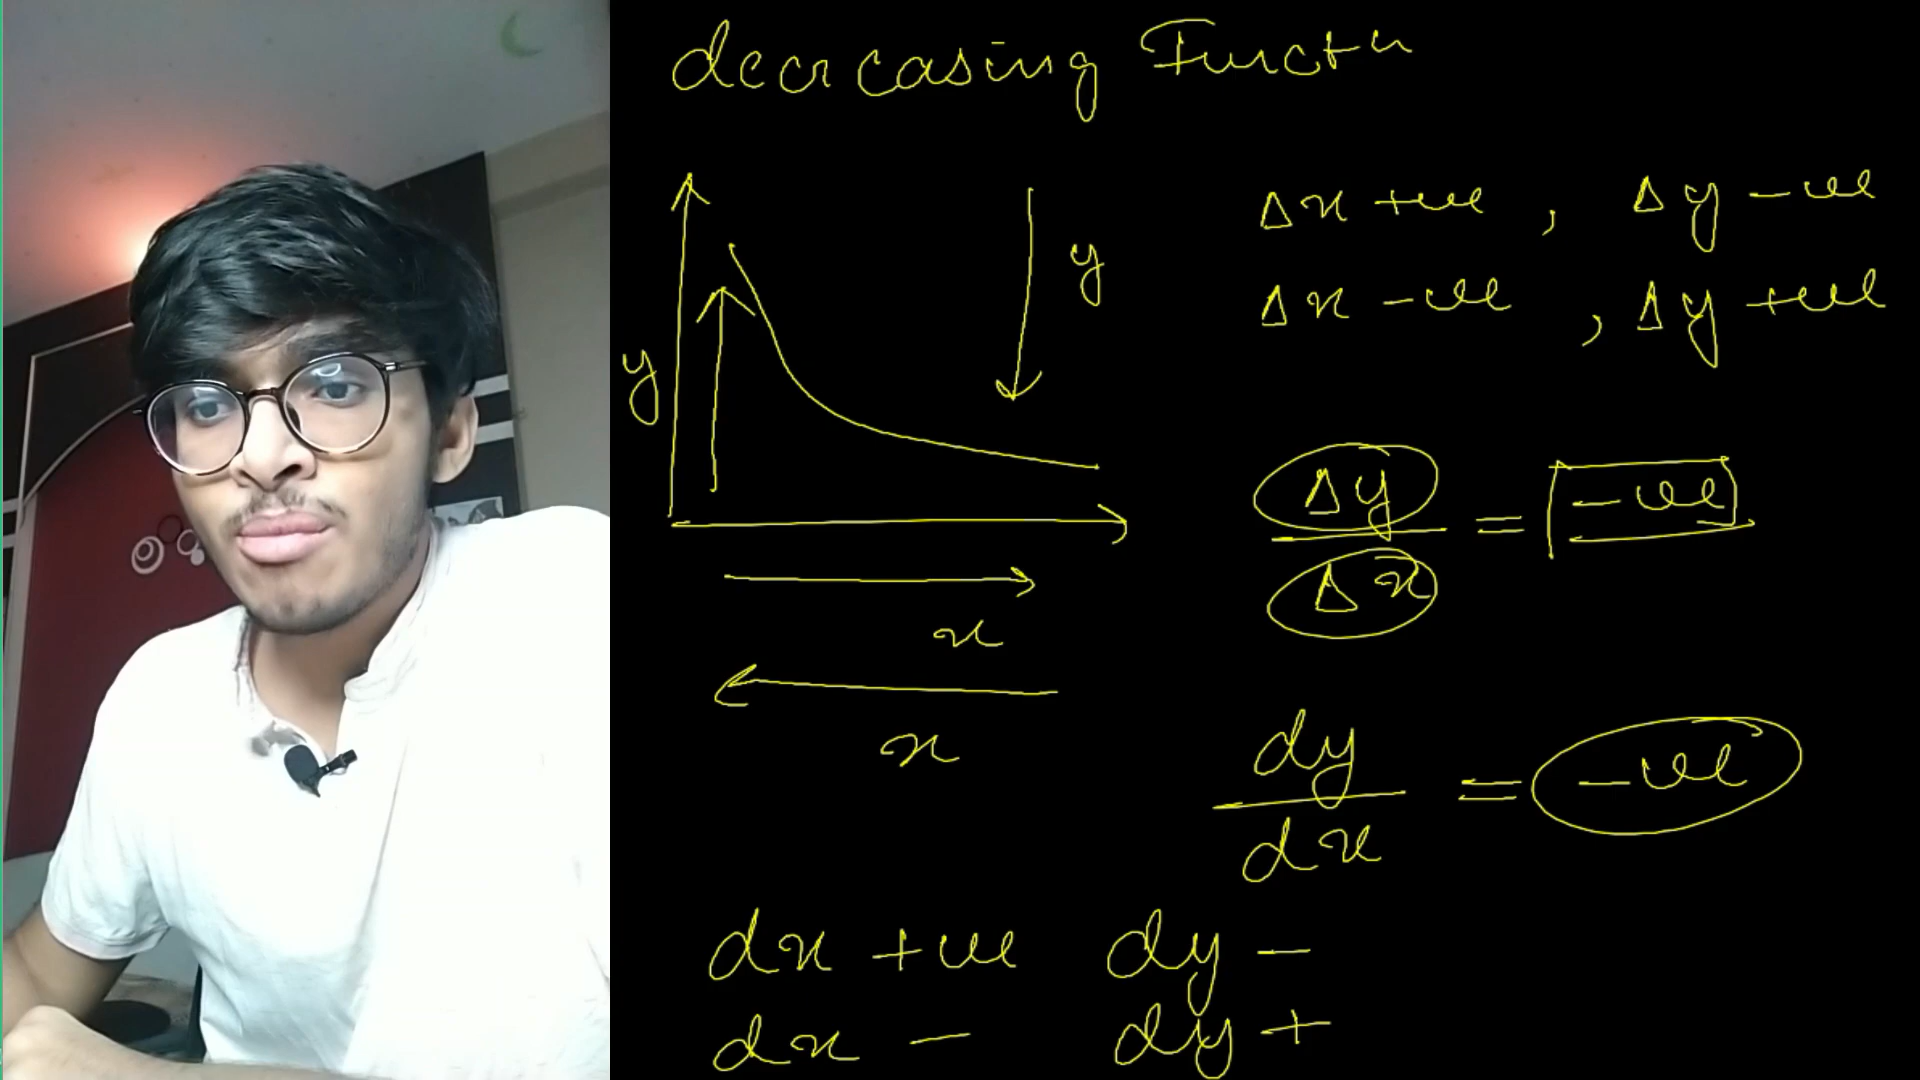 decreasing Functn
Δx +ve , Δy -ve
Δx -ve , Δy +ve
y
y
Δy
Δx
= -ve
x
x
dy
dx
= -ve
dx +ve dy -
dx - dy +